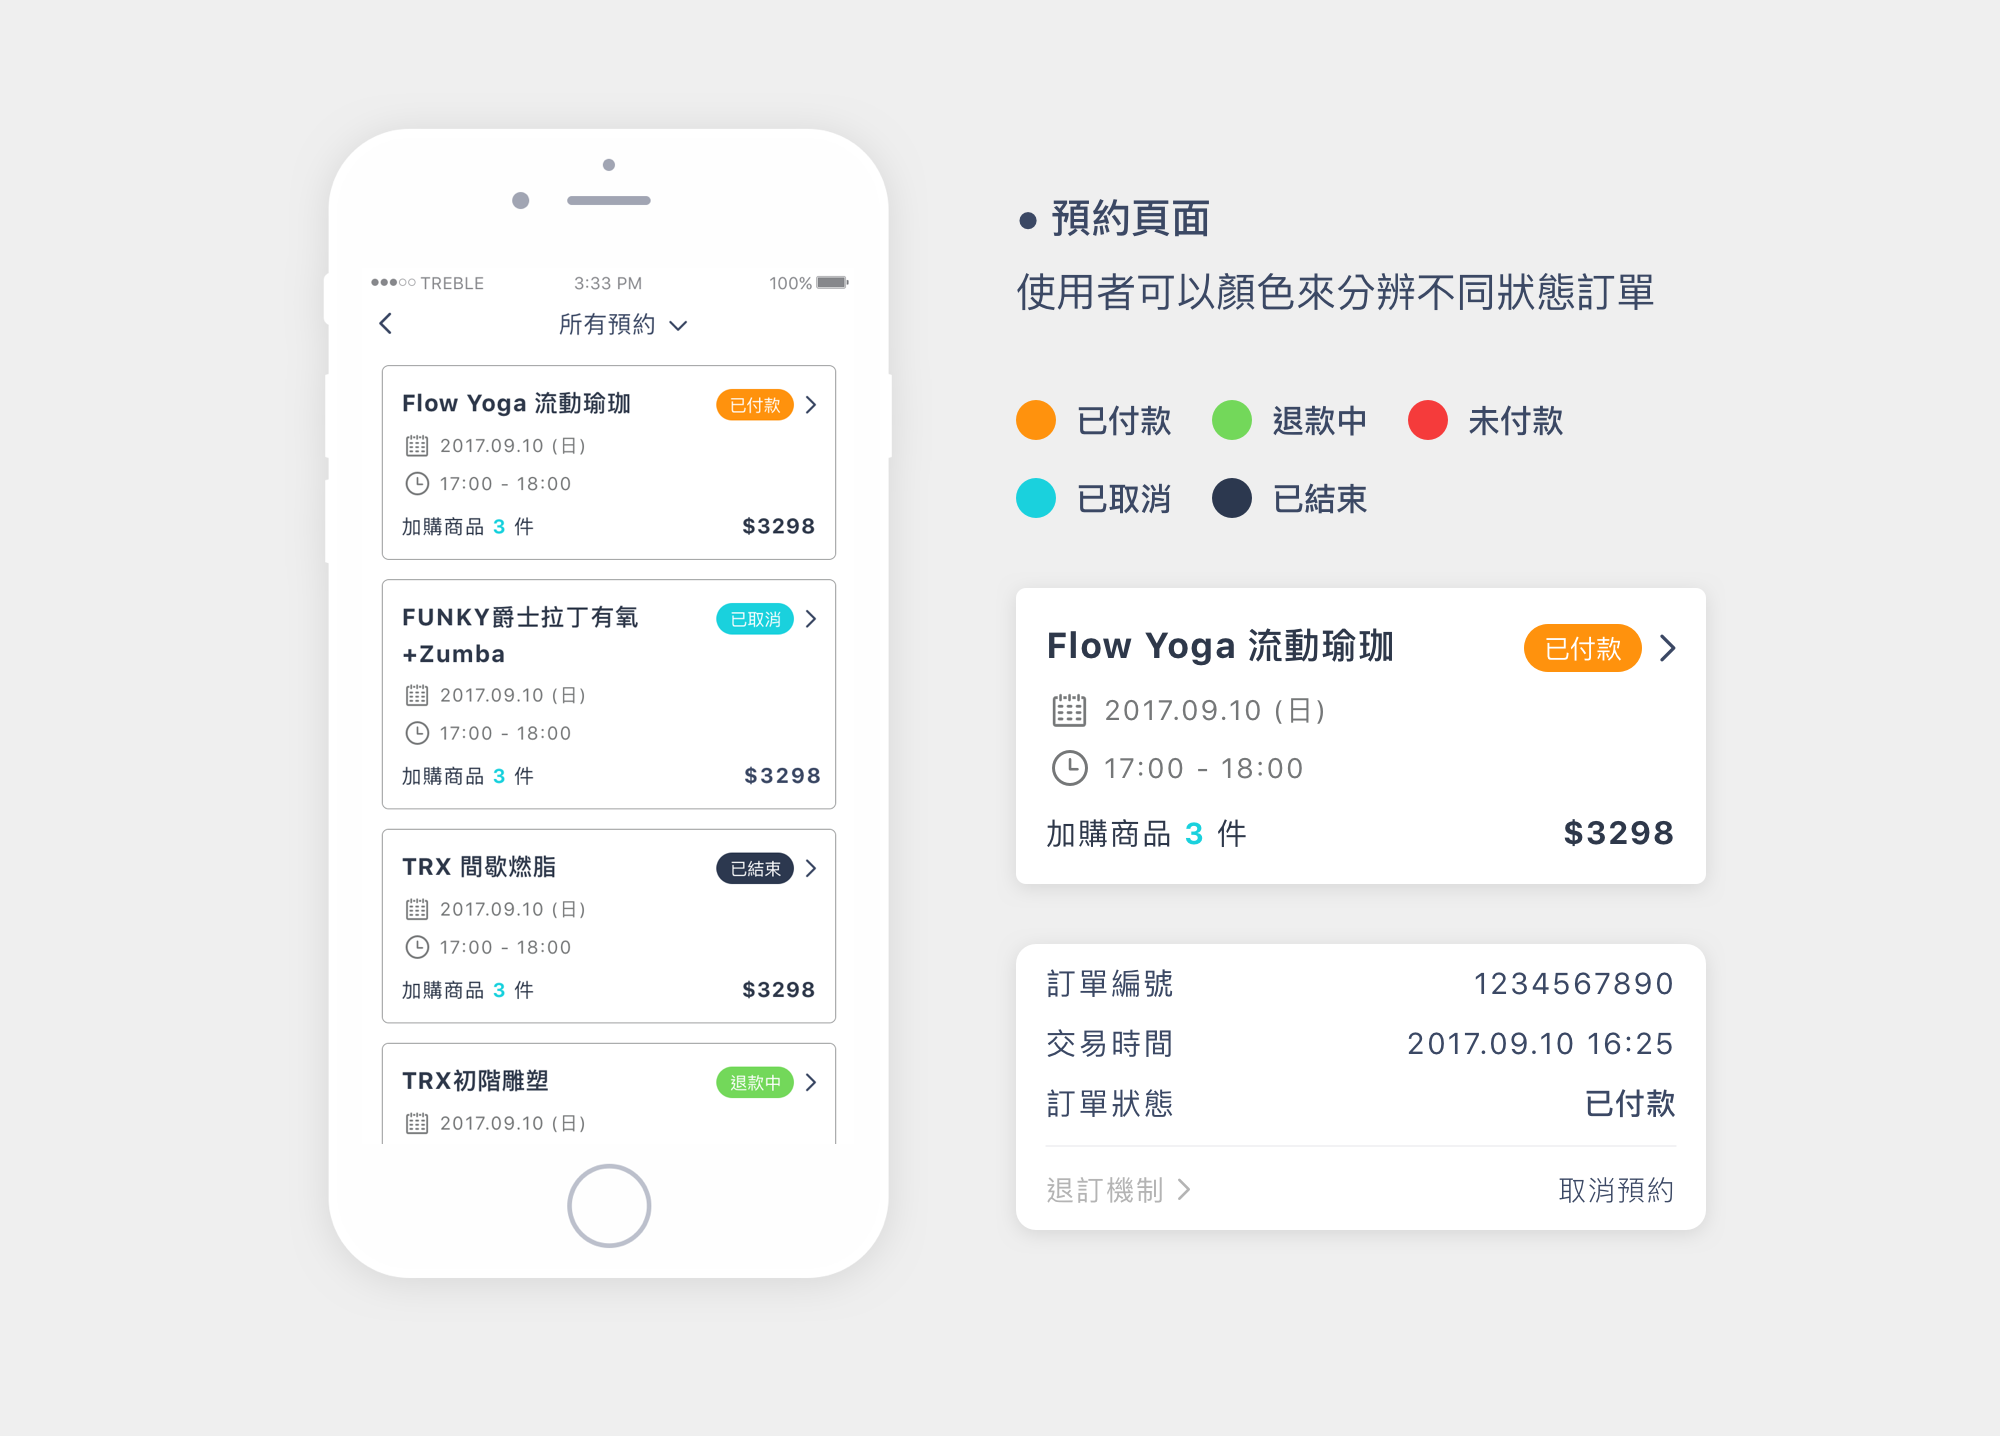 TREBLE 3:33 PM 100%
所有預約
Flow Yoga 流動瑜珈 已付款
2017.09.10 (日)
17:00 - 18:00
加購商品 3 件 $3298
FUNKY爵士拉丁有氧 已取消
+Zumba
2017.09.10 (日)
17:00 - 18:00
加購商品 3 件 $3298
TRX 間歇燃脂 已結束
2017.09.10 (日)
17:00 - 18:00
加購商品 3 件 $3298
TRX初階雕塑 退款中
2017.09.10 (日)
● 預約頁面
使用者可以顏色來分辨不同狀態訂單
已付款 退款中 未付款
已取消 已結束
Flow Yoga 流動瑜珈 已付款
2017.09.10 (日)
17:00 - 18:00
加購商品 3 件 $3298
訂單編號 1234567890
交易時間 2017.09.10 16:25
訂單狀態 已付款
退訂機制 取消預約